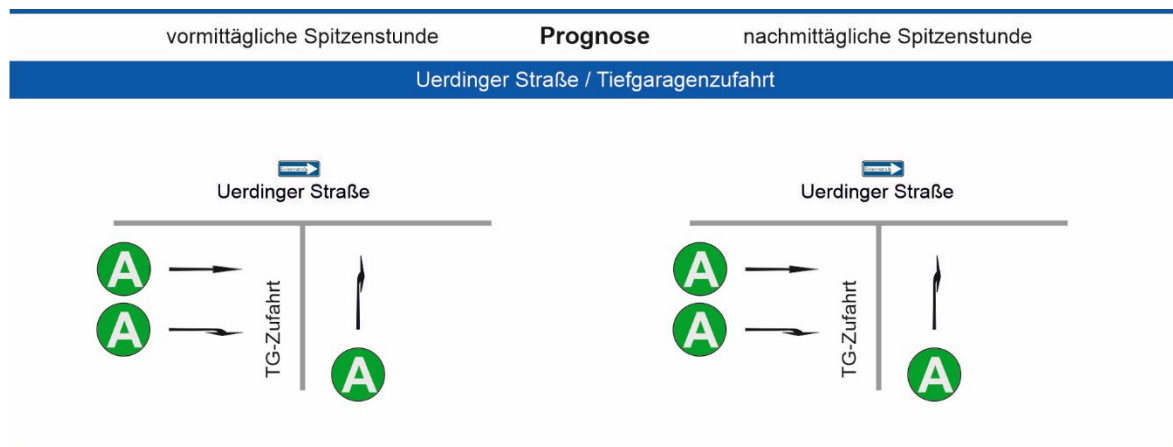 vormittägliche Spitzenstunde Prognose nachmittägliche Spitzenstunde
Uerdinger Straße / Tiefgaragenzufahrt
Uerdinger Straße
A
A
TG-Zufahrt
A
Uerdinger Straße
A
A
TG-Zufahrt
A